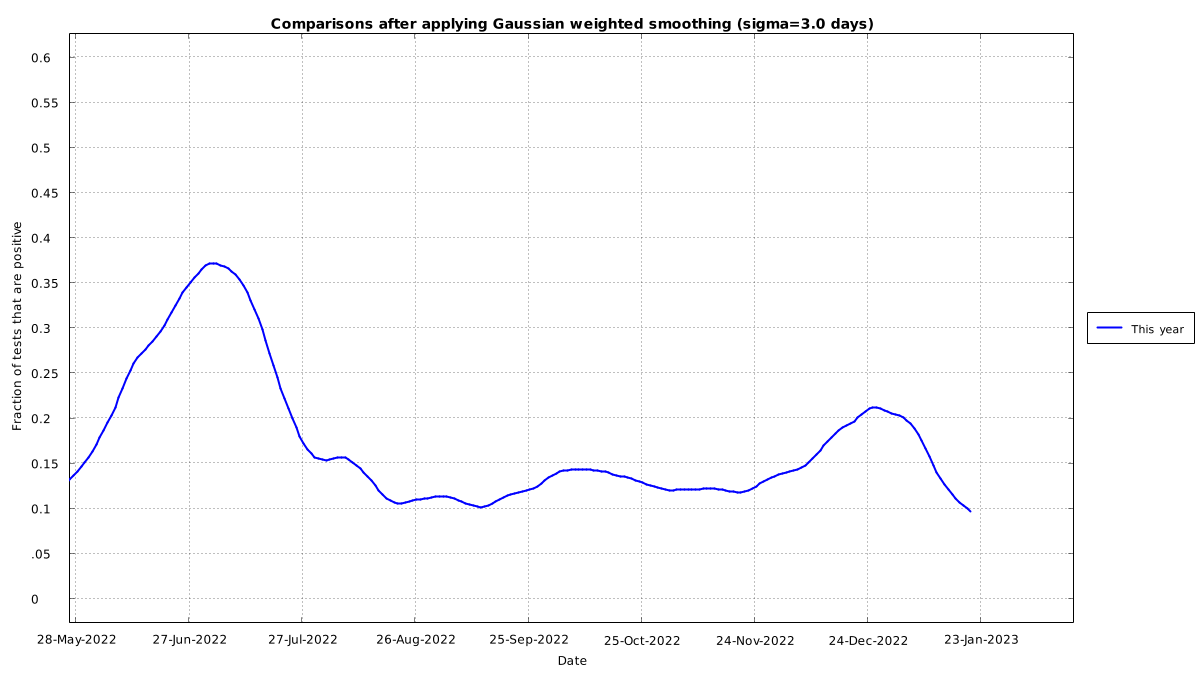 Comparisons after applying Gaussian weighted smoothing (sigma=3.0 days)
Fraction of tests that are positive
0.6
0.55
0.5
0.45
0.4
0.35
0.3
0.25
0.2
0.15
0.1
.05
0
28-May-2022 27-Jun-2022 27-Jul-2022 26-Aug-2022 25-Sep-2022 25-Oct-2022 24-Nov-2022 24-Dec-2022 23-Jan-2023
Date
This year